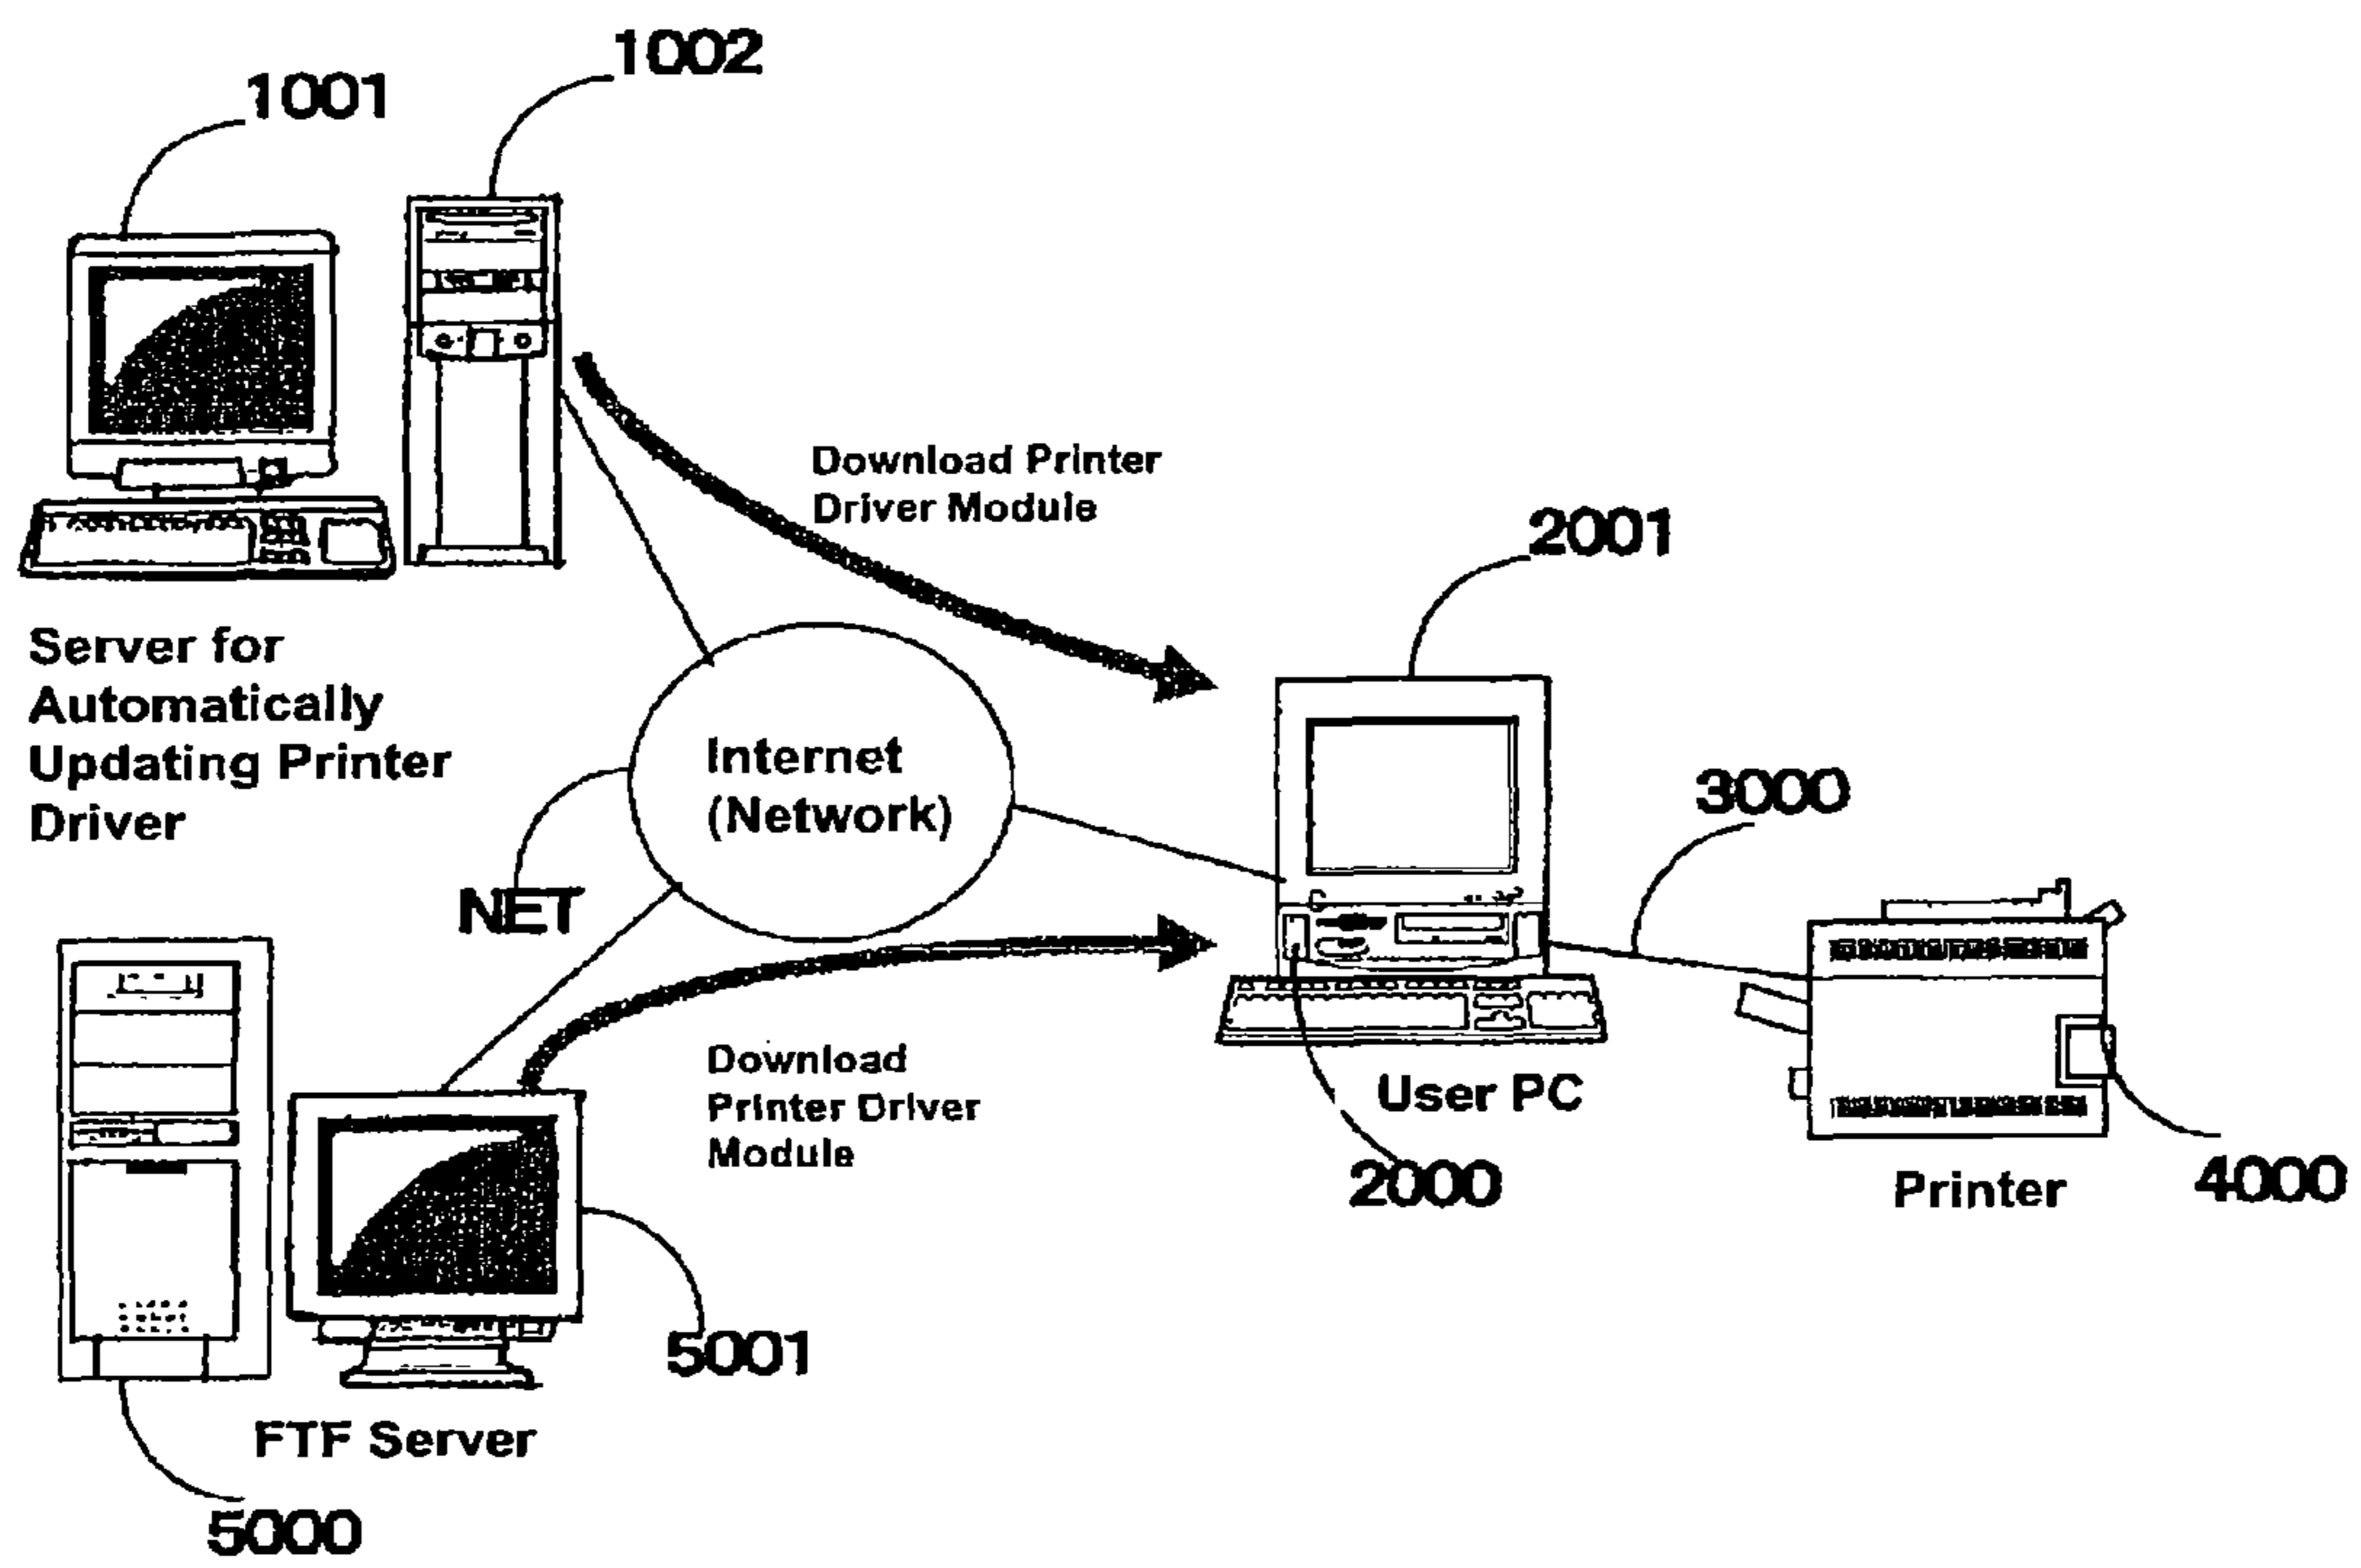 1002
1001
Download Printer
Driver Module
2001
Server for
Automatically
Updating Printer
Driver
Internet
(Network)
3000
NET
Download
Printer Driver
Module
User PC
2000
Printer
4000
5001
FTF Server
5000